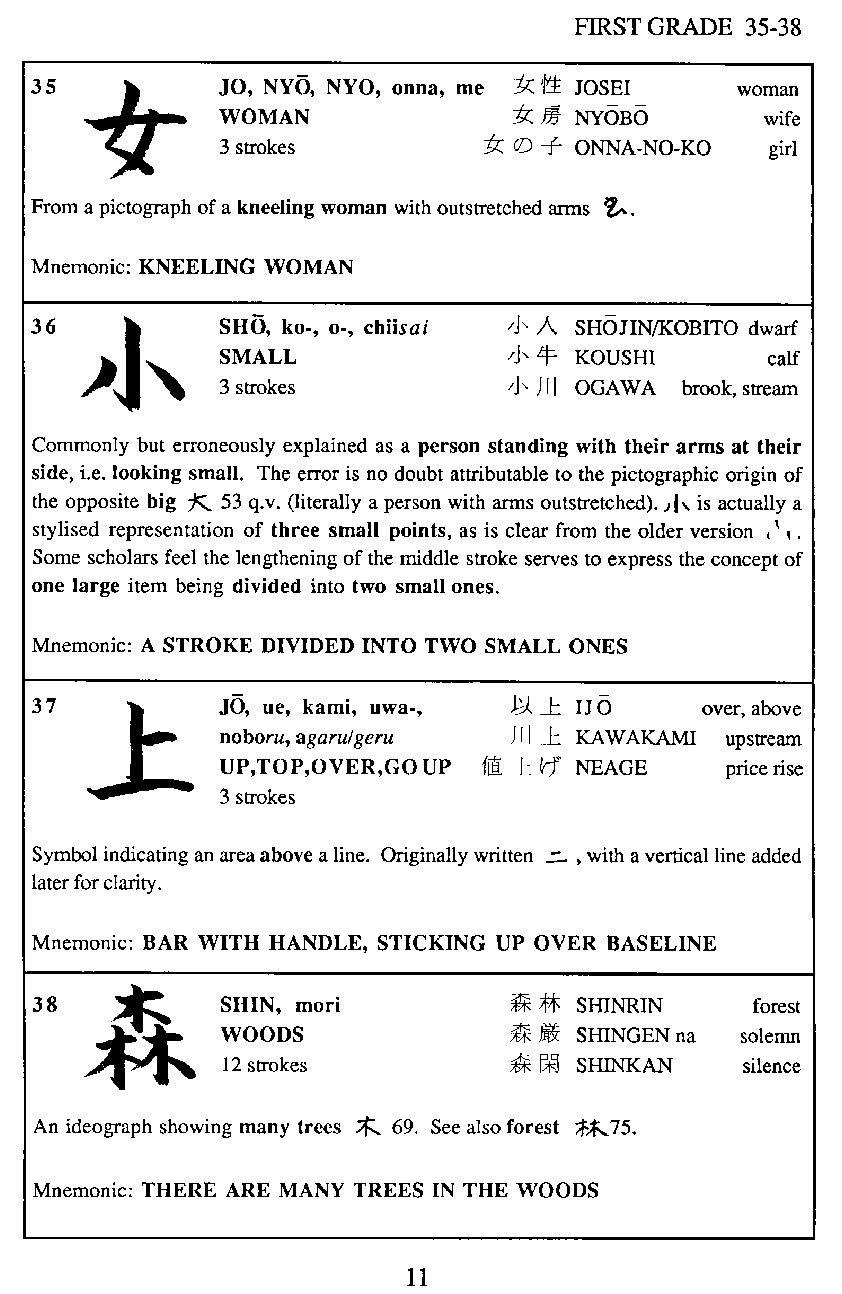 FIRST GRADE 35-38
35 女 JO, NYŌ, NYO, onna, me 女性 JOSEI woman
WOMAN 女房 NYŌBŌ wife
3 strokes 女の子 ONNA-NO-KO girl
From a pictograph of a kneeling woman with outstretched arms .
Mnemonic: KNEELING WOMAN
36 小 SHŌ, ko-, o-, chiisai 小人 SHŌJIN/KOBITO dwarf
SMALL 小牛 KOUSHI calf
3 strokes 小川 OGAWA brook, stream
Commonly but erroneously explained as a person standing with their arms at their
side, i.e. looking small. The error is no doubt attributable to the pictographic origin of
the opposite big 大 53 q.v. (literally a person with arms outstretched). 小 is actually a
stylised representation of three small points, as is clear from the older version .
Some scholars feel the lengthening of the middle stroke serves to express the concept of
one large item being divided into two small ones.
Mnemonic: A STROKE DIVIDED INTO TWO SMALL ONES
37 上 JŌ, ue, kami, uwa-, 以上 IJŌ over, above
noboru, agaru/geru 川上 KAWAKAMI upstream
UP,TOP,OVER,GO UP 値上げ NEAGE price rise
3 strokes
Symbol indicating an area above a line. Originally written , with a vertical line added
later for clarity.
Mnemonic: BAR WITH HANDLE, STICKING UP OVER BASELINE
38 森 SHIN, mori 森林 SHINRIN forest
WOODS 森厳 SHINGEN na solemn
12 strokes 森閑 SHINKAN silence
An ideograph showing many trees 木 69. See also forest 林 75.
Mnemonic: THERE ARE MANY TREES IN THE WOODS
11